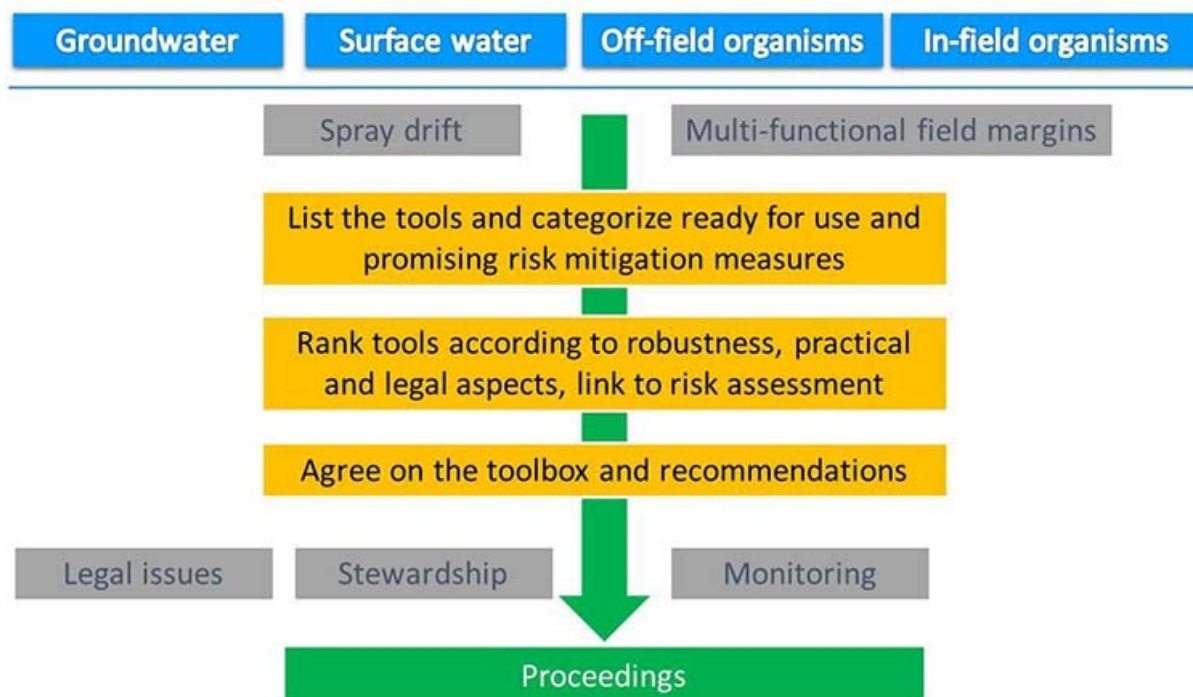 Groundwater
Surface water
Off-field organisms
In-field organisms
Spray drift
Multi-functional field margins
List the tools and categorize ready for use and
promising risk mitigation measures
Rank tools according to robustness, practical
and legal aspects, link to risk assessment
Agree on the toolbox and recommendations
Legal issues
Stewardship
Monitoring
Proceedings